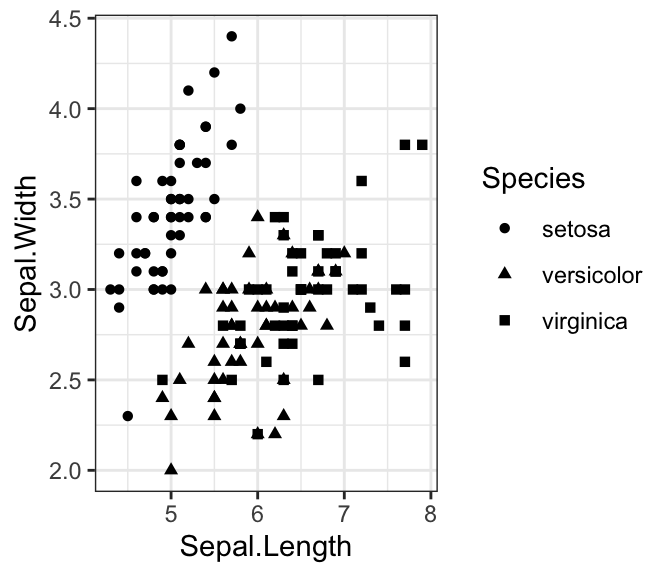 4.5
4.0
3.5
3.0
2.5
2.0
Sepal.Width
5 6 7 8
Sepal.Length
Species
setosa
versicolor
virginica